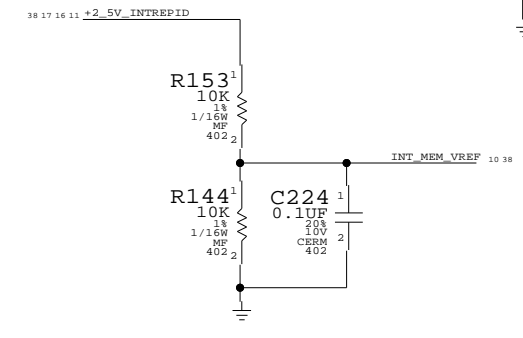 38 17 16 11 +2_5V_INTREPID
R153 1
10K
1%
1/16W
MF
402 2
INT_MEM_VREF 10 38
R144 1
10K
1%
1/16W
MF
402 2
C224 1
0.1UF
20%
10V
CERM 2
402